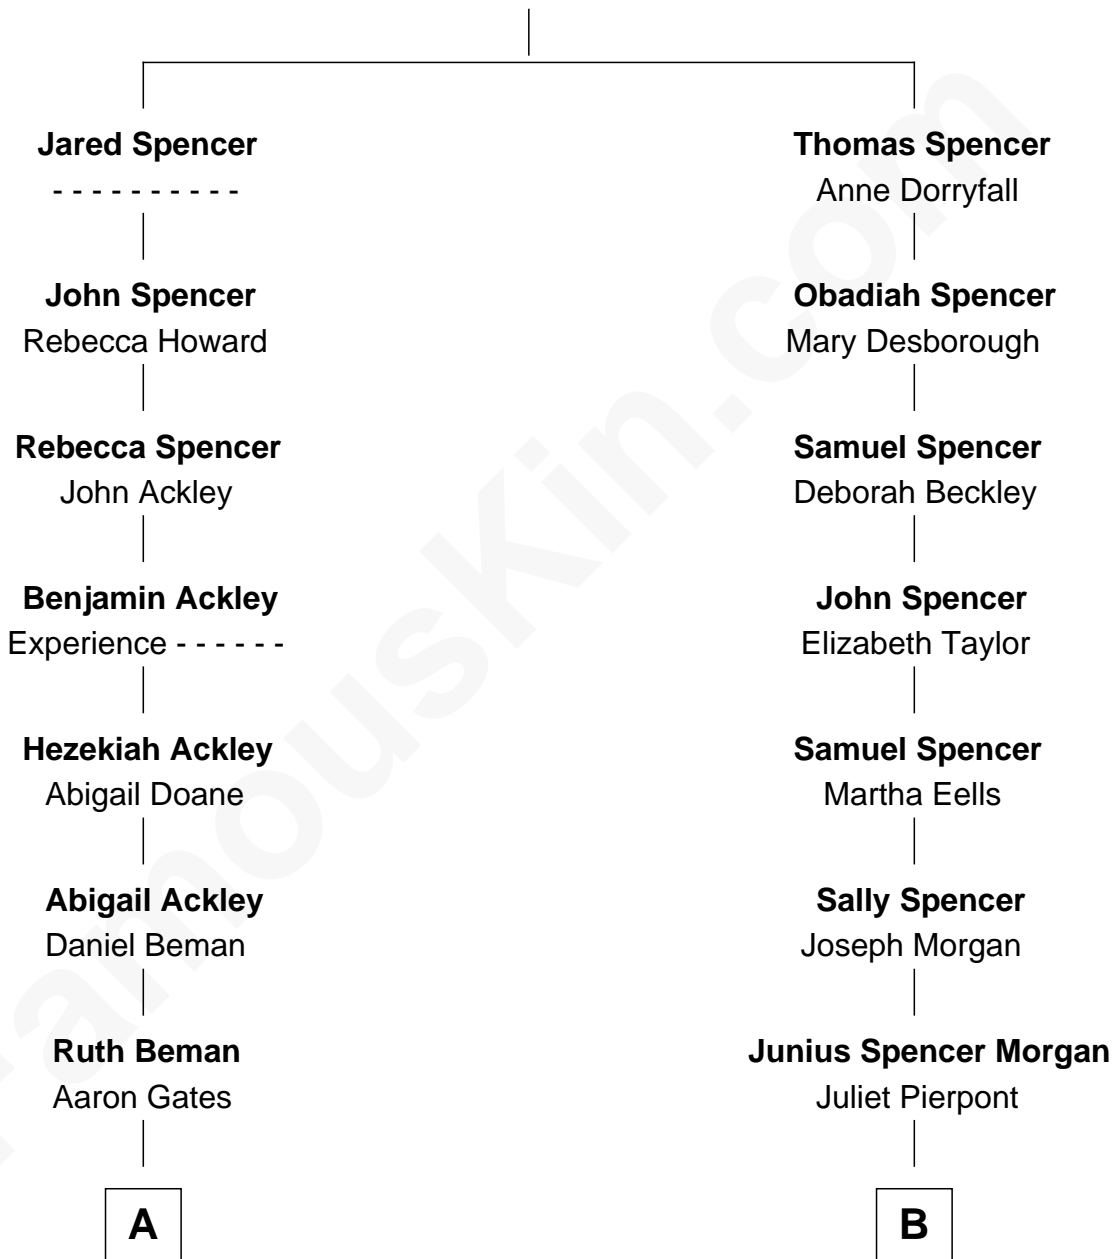 Jared Spencer
- - - - - - - - - -
John Spencer
Rebecca Howard
Rebecca Spencer
John Ackley
Benjamin Ackley
Experience - - - - - -
Hezekiah Ackley
Abigail Doane
Abigail Ackley
Daniel Beman
Ruth Beman
Aaron Gates
A
Thomas Spencer
Anne Dorryfall
Obadiah Spencer
Mary Desborough
Samuel Spencer
Deborah Beckley
John Spencer
Elizabeth Taylor
Samuel Spencer
Martha Eells
Sally Spencer
Joseph Morgan
Junius Spencer Morgan
Juliet Pierpont
B
FamousKin.com